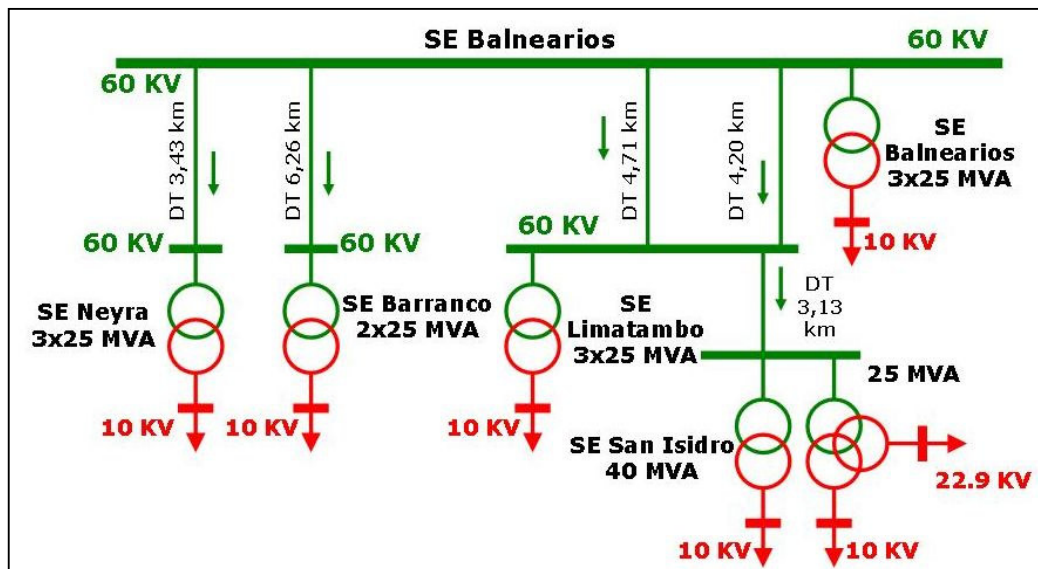 SE Balnearios
60 KV
60 KV
DT 3,43 km
DT 6,26 km
DT 4,71 km
DT 4,20 km
SE
Balnearios
3x25 MVA
10 KV
60 KV
60 KV
60 KV
SE Neyra
3x25 MVA
SE Barranco
2x25 MVA
SE
Limatambo
3x25 MVA
DT
3,13
km
25 MVA
10 KV
10 KV
10 KV
SE San Isidro
40 MVA
22.9 KV
10 KV
10 KV